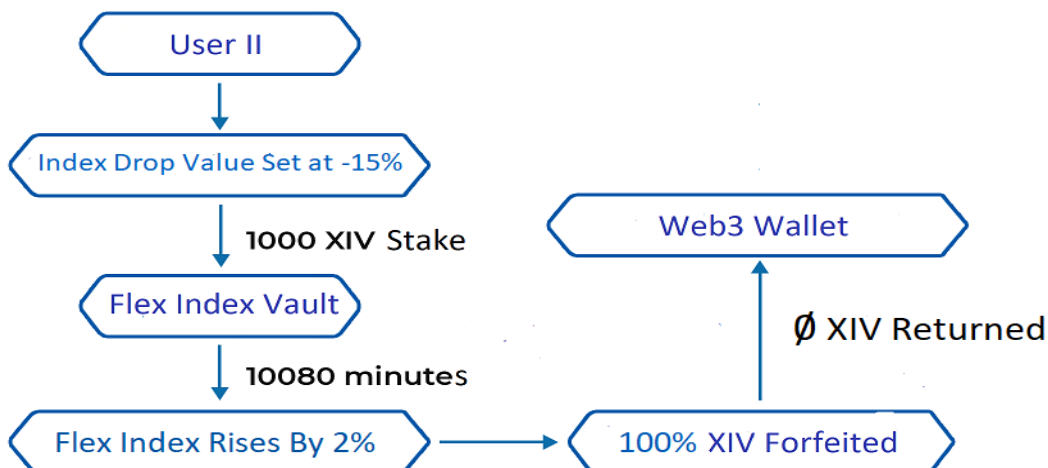 User II
Index Drop Value Set at -15%
1000 XIV Stake
Flex Index Vault
10080 minutes
Flex Index Rises By 2%
100% XIV Forfeited
Ø XIV Returned
Web3 Wallet